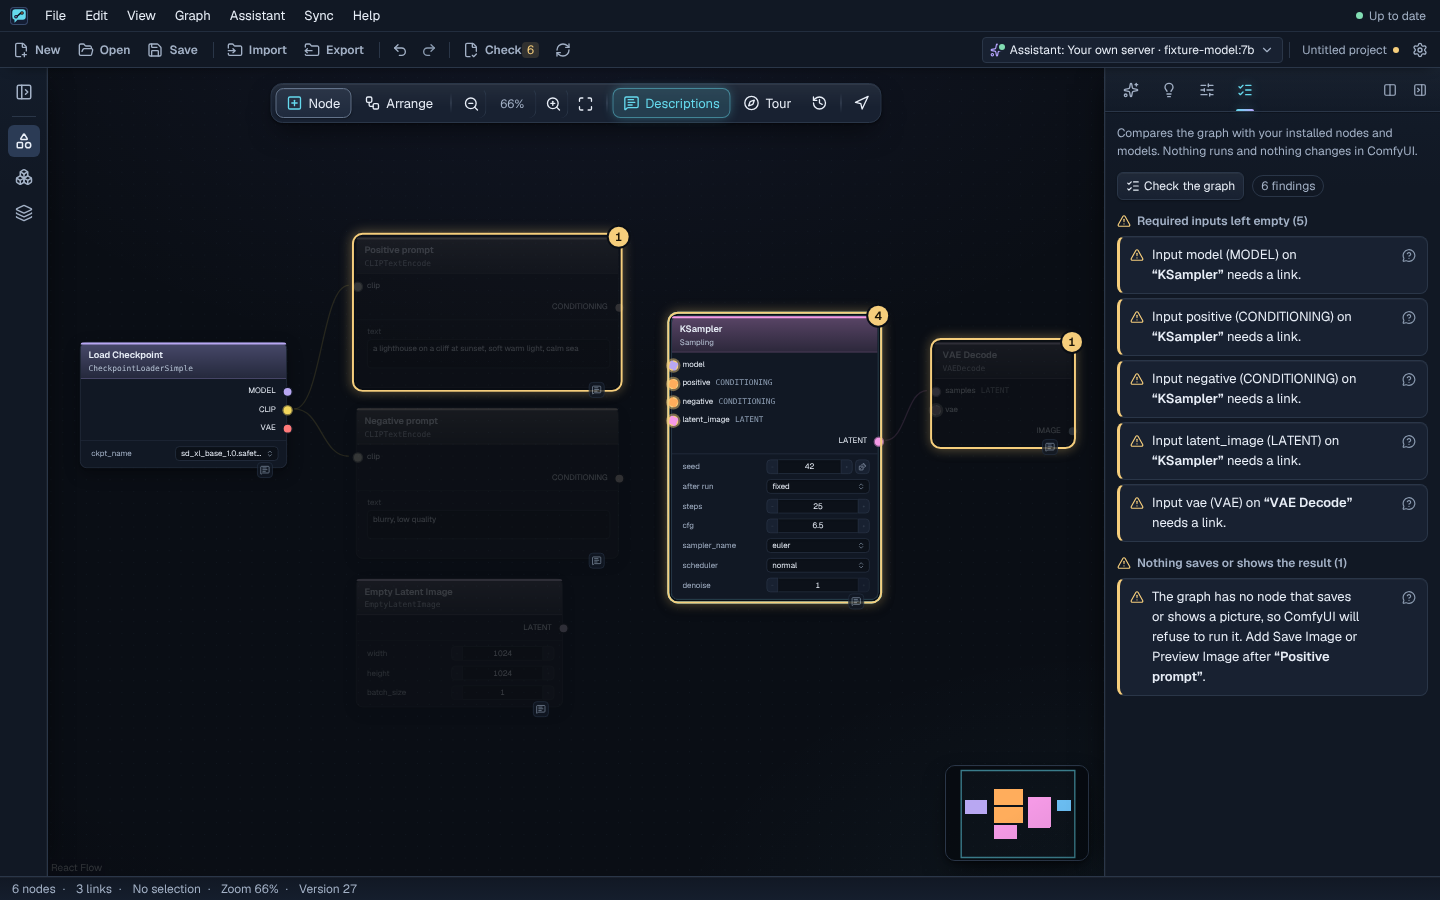 File Edit View Graph Assistant Sync Help
Up to date
New Open Save Import Export Check 6
Assistant: Your own server · fixture-model:7b
Untitled project
Node Arrange 66% Descriptions Tour
Compares the graph with your installed nodes and
models. Nothing runs and nothing changes in ComfyUI.
Check the graph 6 findings
Required inputs left empty (5)
Input model (MODEL) on
“KSampler” needs a link.
Input positive (CONDITIONING) on
“KSampler” needs a link.
Input negative (CONDITIONING) on
“KSampler” needs a link.
Input latent_image (LATENT) on
“KSampler” needs a link.
Input vae (VAE) on “VAE Decode”
needs a link.
Nothing saves or shows the result (1)
The graph has no node that saves
or shows a picture, so ComfyUI will
refuse to run it. Add Save Image or
Preview Image after “Positive
prompt”.
Load Checkpoint
CheckpointLoaderSimple
MODEL
CLIP
VAE
ckpt_name sd_xl_base_1.0.safet...
1
Positive prompt
CLIPTextEncode
clip
CONDITIONING
text
a lighthouse on a cliff at sunset, soft warm light, calm sea
Negative prompt
CLIPTextEncode
clip
CONDITIONING
text
blurry, low quality
Empty Latent Image
EmptyLatentImage
LATENT
width 1024
height 1024
batch_size 1
4
KSampler
Sampling
model
positive CONDITIONING
negative CONDITIONING
latent_image LATENT
LATENT
seed 42
after run fixed
steps 25
cfg 6.5
sampler_name euler
scheduler normal
denoise 1
1
VAE Decode
VAEDecode
samples LATENT
vae
IMAGE
React Flow
6 nodes · 3 links · No selection · Zoom 66% · Version 27